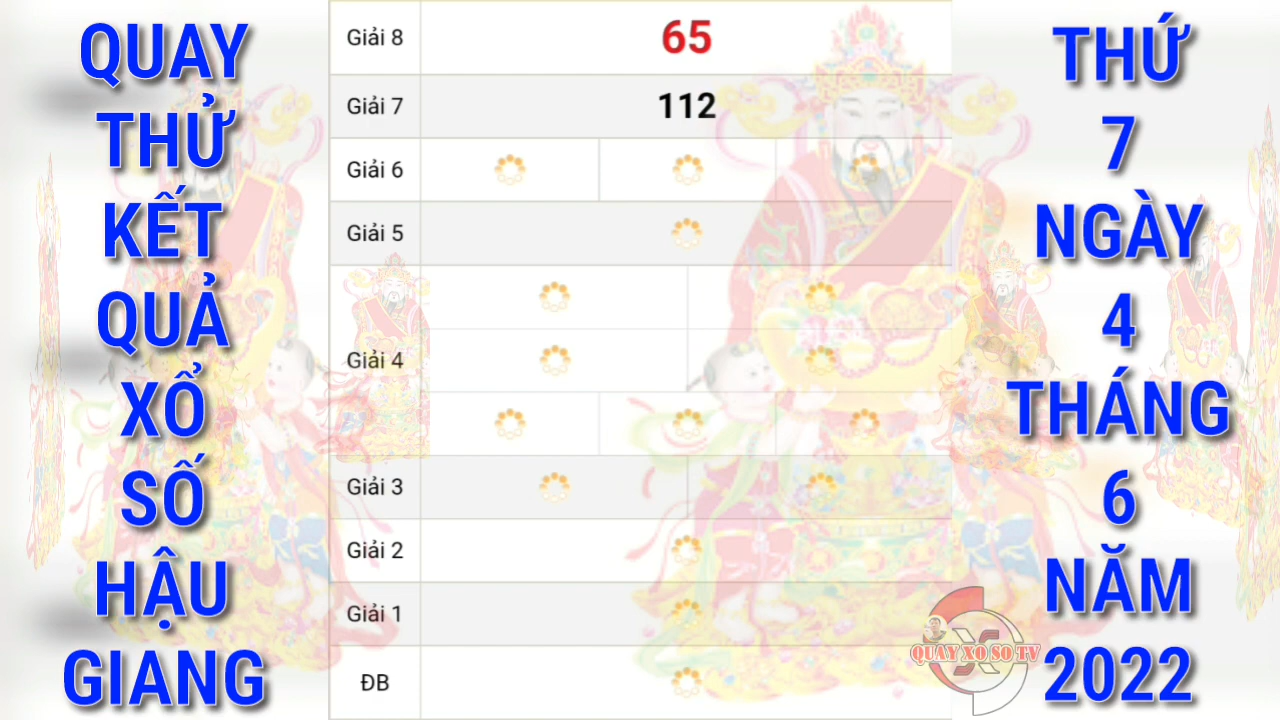 QUAY
THỬ
KẾT
QUẢ
XỔ
SỐ
HẬU
GIANG
Giải 8 65
Giải 7 112
Giải 6
Giải 5
Giải 4
Giải 3
Giải 2
Giải 1
ĐB
THỨ
7
NGÀY
4
THÁNG
6
NĂM
2022
QUAY XO SO TV